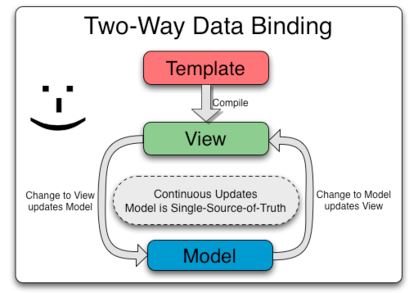 Two-Way Data Binding
Template
Compile
View
Change to View
updates Model
Continuous Updates
Model is Single-Source-of-Truth
Change to Model
updates View
Model